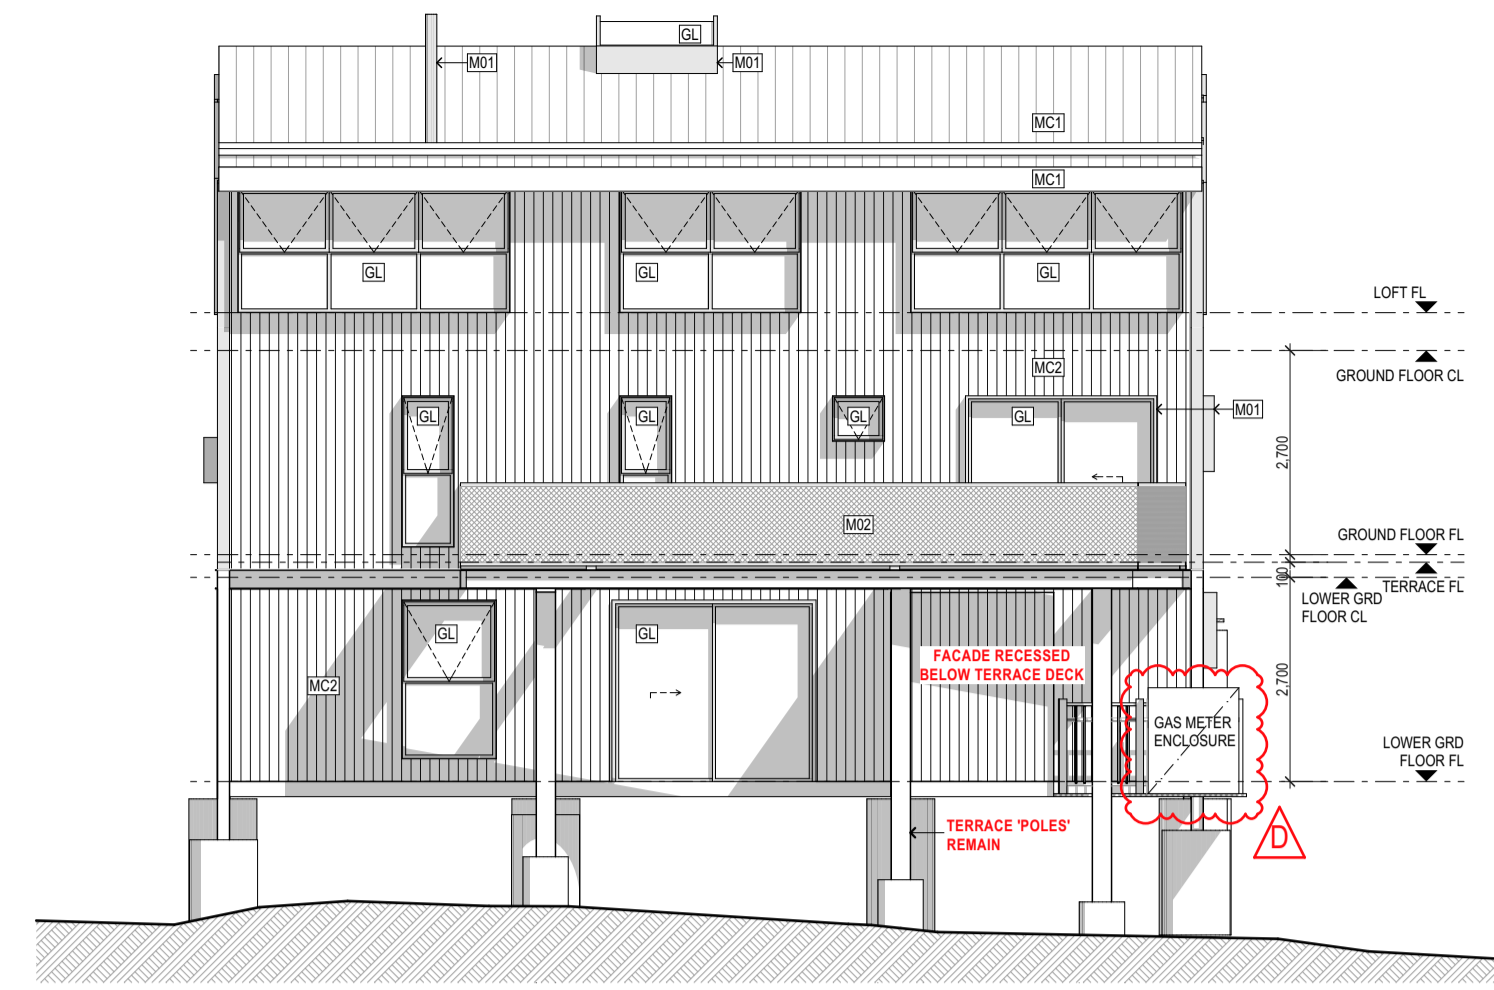 GL
M01
M01
MC1
MC1
GL
GL
GL
LOFT FL
MC2
GROUND FLOOR CL
GL
GL
GL
GL
M01
2,700
M02
GROUND FLOOR FL
100
TERRACE FL
LOWER GRD
FLOOR CL
GL
GL
FACADE RECESSED
BELOW TERRACE DECK
MC2
2,700
GAS METER
ENCLOSURE
LOWER GRD
FLOOR FL
TERRACE 'POLES'
REMAIN
D